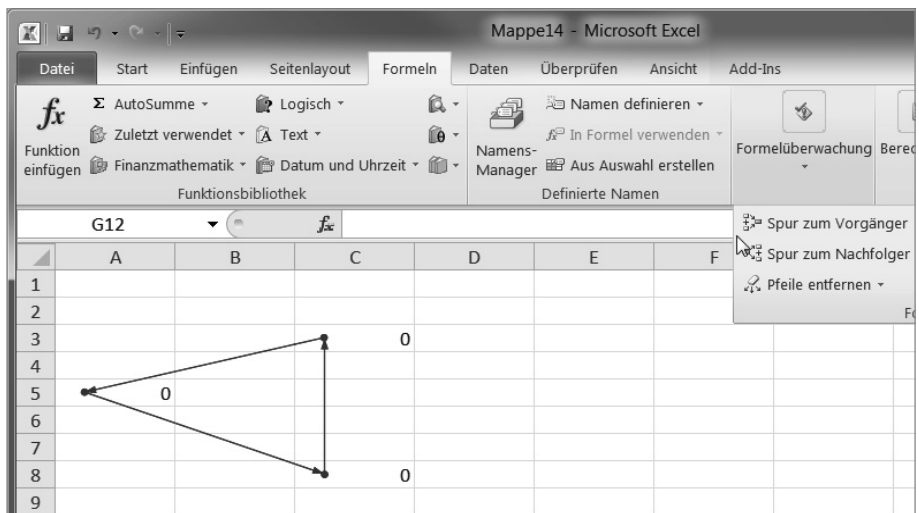 Mappe14 - Microsoft Excel
Datei Start Einfügen Seitenlayout Formeln Daten Überprüfen Ansicht Add-Ins
fx Funktion einfügen
Σ AutoSumme
Zuletzt verwendet
Finanzmathematik
Logisch
A Text
Datum und Uhrzeit
θ
Funktionsbibliothek
Namens-
Manager
Namen definieren
In Formel verwenden
Aus Auswahl erstellen
Definierte Namen
Formelüberwachung
Spur zum Vorgänger
Spur zum Nachfolger
Pfeile entfernen
G12 fx
A B C D E F
1
2
3 0
4
5 0
6
7
8 0
9